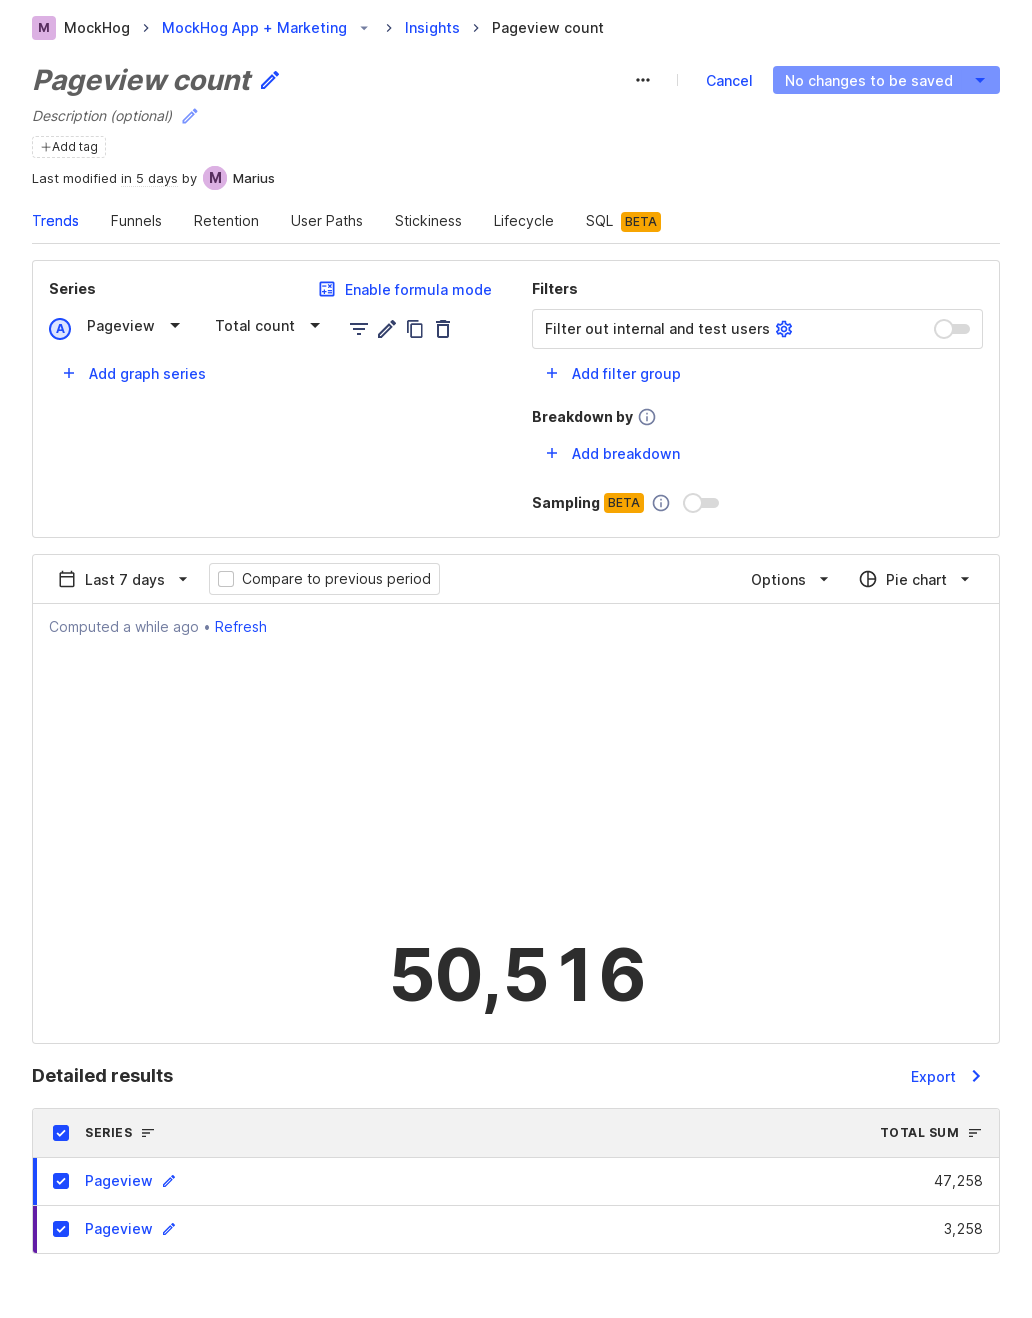 M MockHog MockHog App + Marketing Insights Pageview count
Pageview count
Cancel No changes to be saved
Description (optional)
+Add tag
Last modified in 5 days by M Marius
Trends Funnels Retention User Paths Stickiness Lifecycle SQL BETA
Series Enable formula mode Filters
A Pageview Total count Filter out internal and test users
+ Add graph series + Add filter group
Breakdown by
+ Add breakdown
Sampling BETA
Last 7 days Compare to previous period Options Pie chart
Computed a while ago • Refresh
50,516
Detailed results Export
SERIES TOTAL SUM
Pageview 47,258
Pageview 3,258